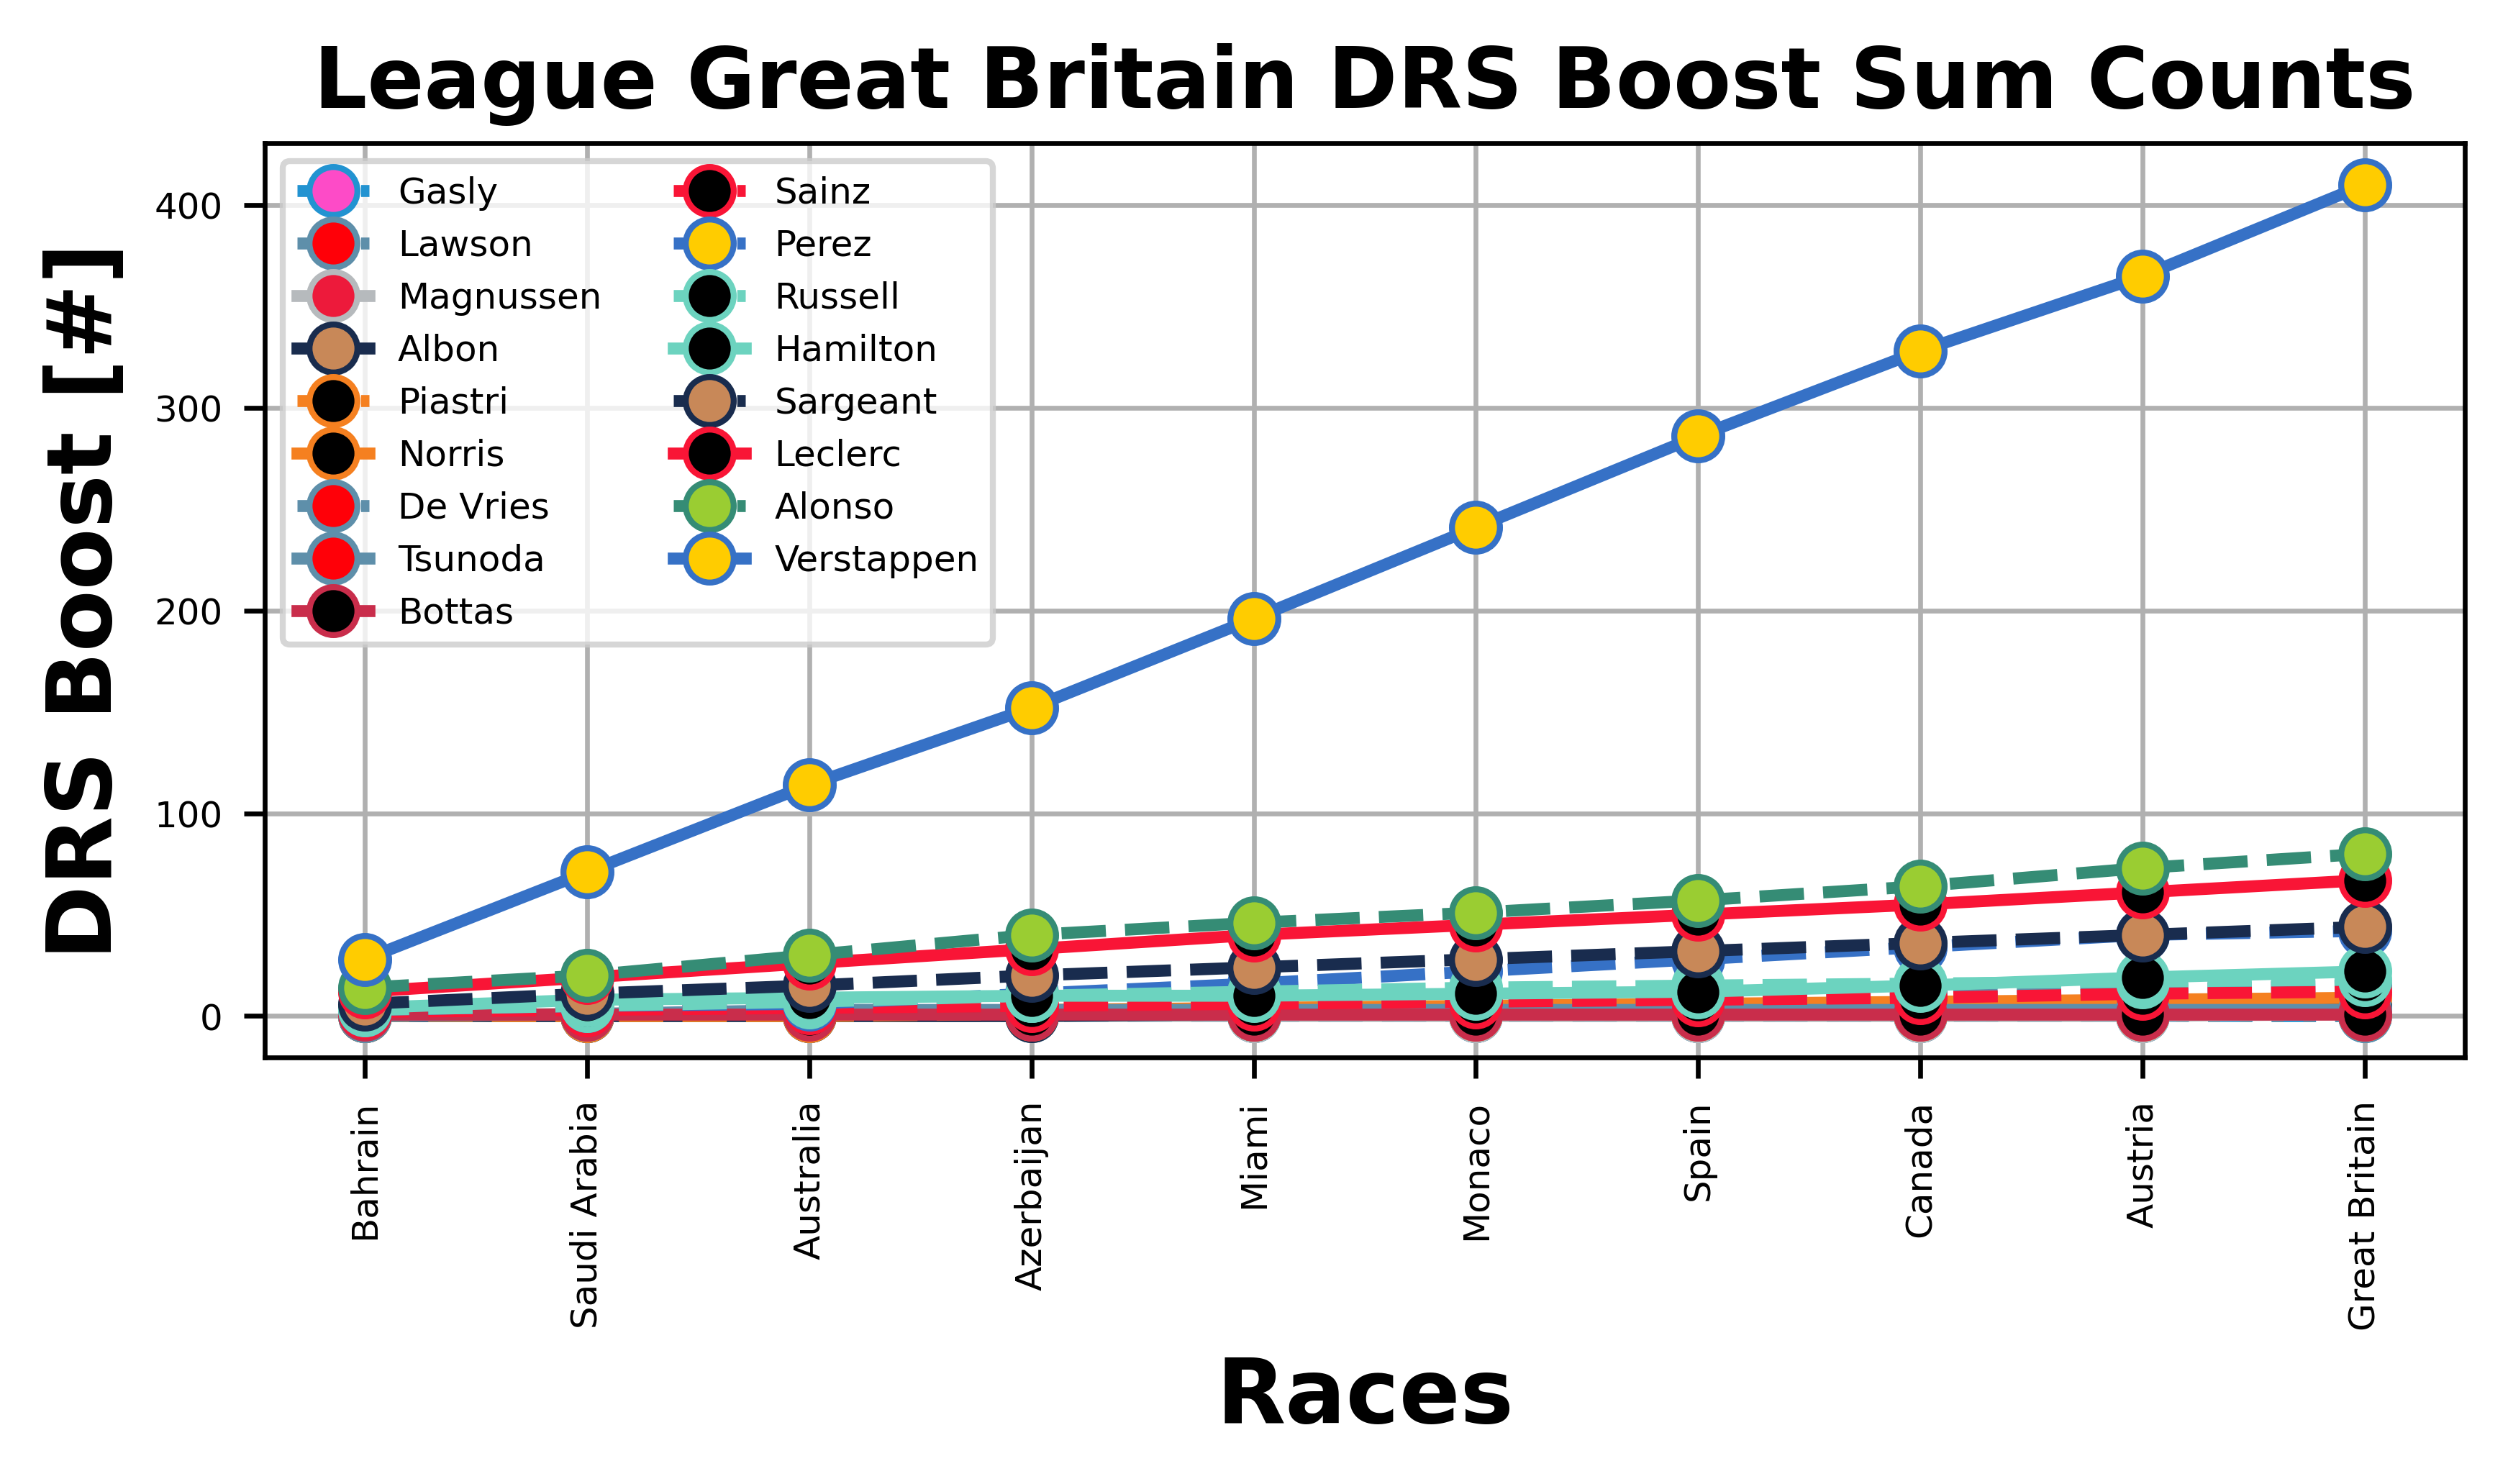 League Great Britain DRS Boost Sum Counts
DRS Boost [#]
400
300
200
100
0
Gasly
Lawson
Magnussen
Albon
Piastri
Norris
De Vries
Tsunoda
Bottas
Sainz
Perez
Russell
Hamilton
Sargeant
Leclerc
Alonso
Verstappen
Bahrain
Saudi Arabia
Australia
Azerbaijan
Miami
Monaco
Spain
Canada
Austria
Great Britain
Races